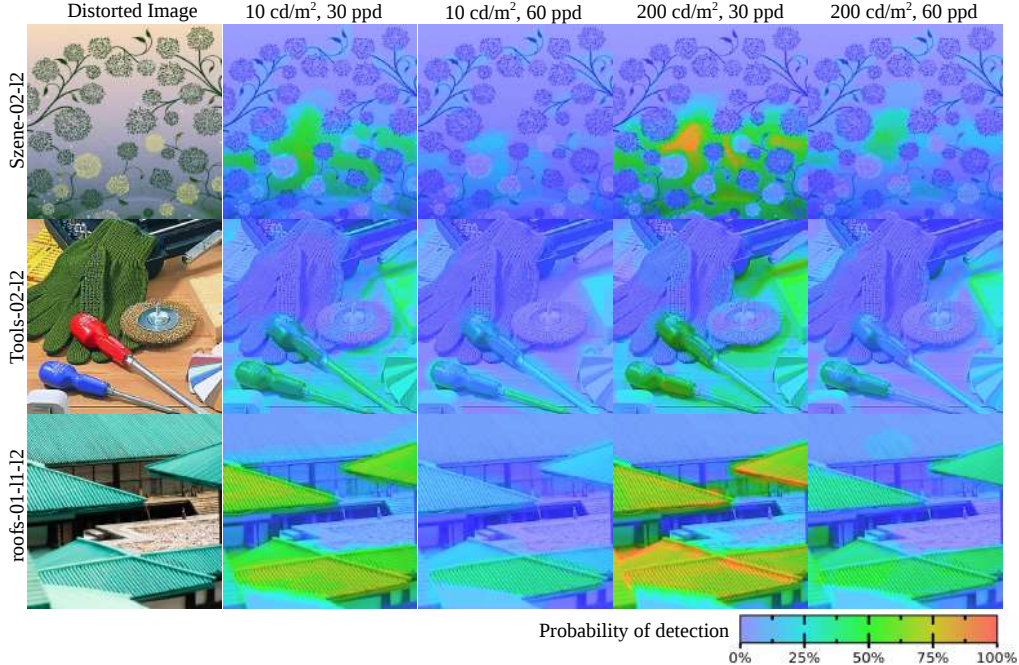 Distorted Image
10 cd/m², 30 ppd
10 cd/m², 60 ppd
200 cd/m², 30 ppd
200 cd/m², 60 ppd
Szene-02-l2
Tools-02-l2
roofs-01-l1-l2
Probability of detection
0%
25%
50%
75%
100%